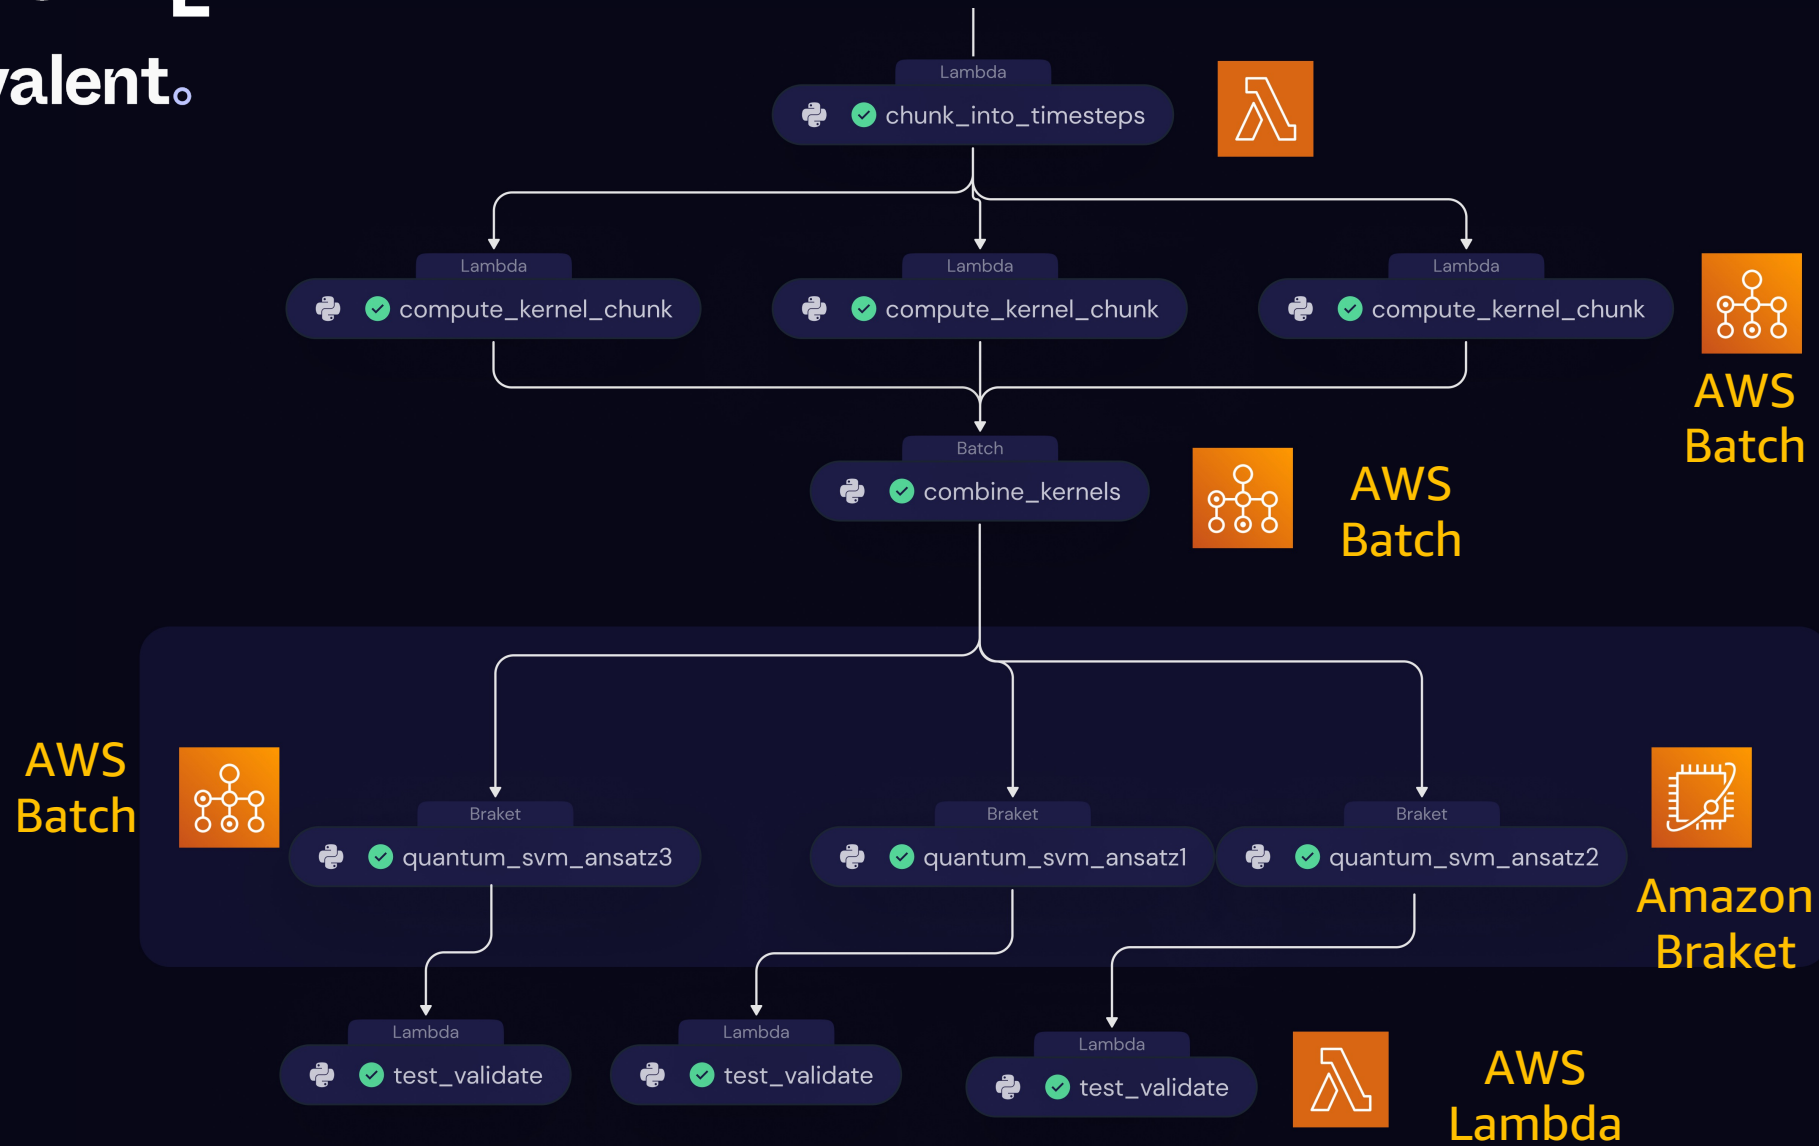 valent.
Lambda
chunk_into_timesteps
Lambda
compute_kernel_chunk
Lambda
compute_kernel_chunk
Lambda
compute_kernel_chunk
AWS
Batch
Batch
combine_kernels
AWS
Batch
AWS
Batch
Braket
quantum_svm_ansatz3
Braket
quantum_svm_ansatz1
Braket
quantum_svm_ansatz2
Amazon
Braket
Lambda
test_validate
Lambda
test_validate
Lambda
test_validate
AWS
Lambda